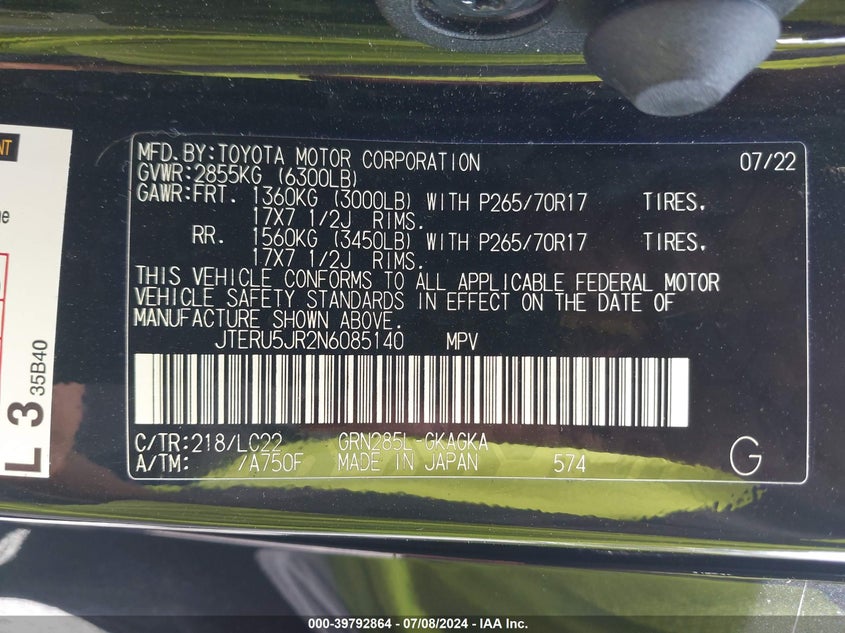 MFD.BY:TOYOTA MOTOR CORPORATION 07/22
GVWR:2855KG (6300LB)
GAWR:FRT. 1360KG (3000LB) WITH P265/70R17 TIRES,
17X7 1/2J RIMS.
RR. 1560KG (3450LB) WITH P265/70R17 TIRES,
17X7 1/2J RIMS.
THIS VEHICLE CONFORMS TO ALL APPLICABLE FEDERAL MOTOR
VEHICLE SAFETY STANDARDS IN EFFECT ON THE DATE OF
MANUFACTURE SHOWN ABOVE.
JTERU5JR2N6085140 MPV
C/TR:218/LC22 GRN285L-GKAGKA
A/TM: /A750F MADE IN JAPAN 574 G
L 3 35B40
000-39792864 - 07/08/2024 - IAA Inc.